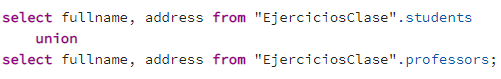 select fullname, address from "EjerciciosClase".students
union
select fullname, address from "EjerciciosClase".professors;